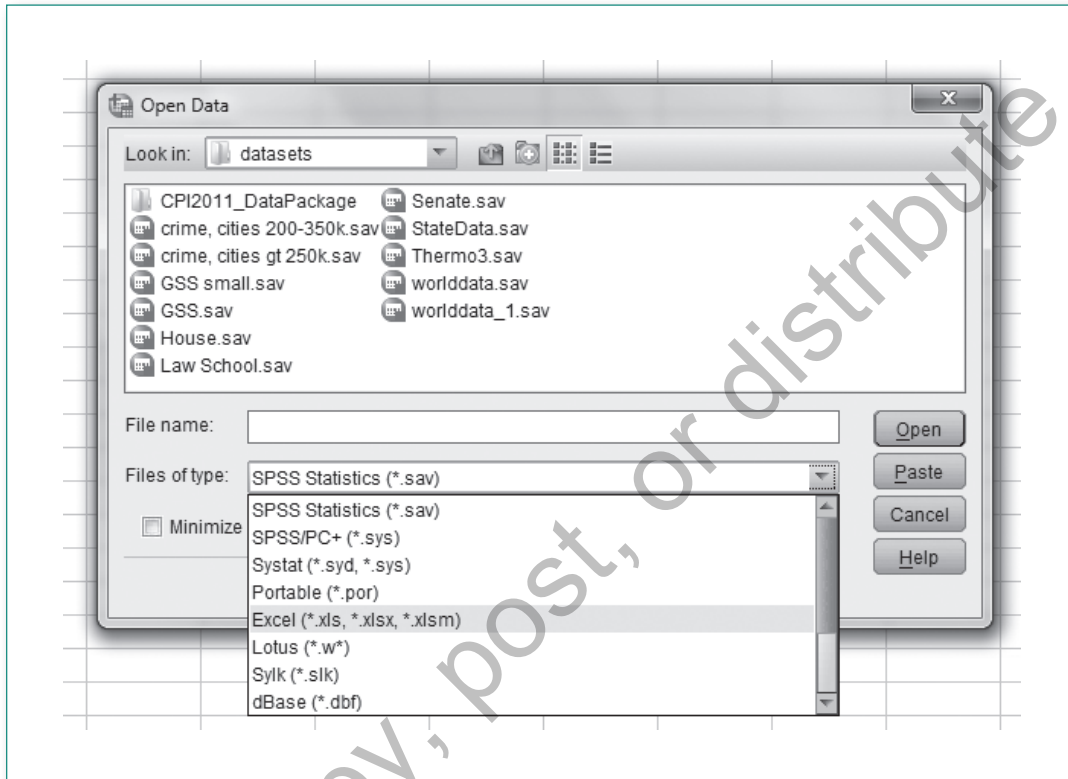 Open Data
Look in: datasets
CPI2011_DataPackage
crime, cities 200-350k.sav
crime, cities gt 250k.sav
GSS small.sav
GSS.sav
House.sav
Law School.sav
Senate.sav
StateData.sav
Thermo3.sav
worlddata.sav
worlddata_1.sav
File name:
Files of type: SPSS Statistics (*.sav)
SPSS Statistics (*.sav)
SPSS/PC+ (*.sys)
Systat (*.syd, *.sys)
Portable (*.por)
Excel (*.xls, *.xlsx, *.xlsm)
Lotus (*.w*)
Sylk (*.slk)
dBase (*.dbf)
Minimize
Open
Paste
Cancel
Help
post, or distribute